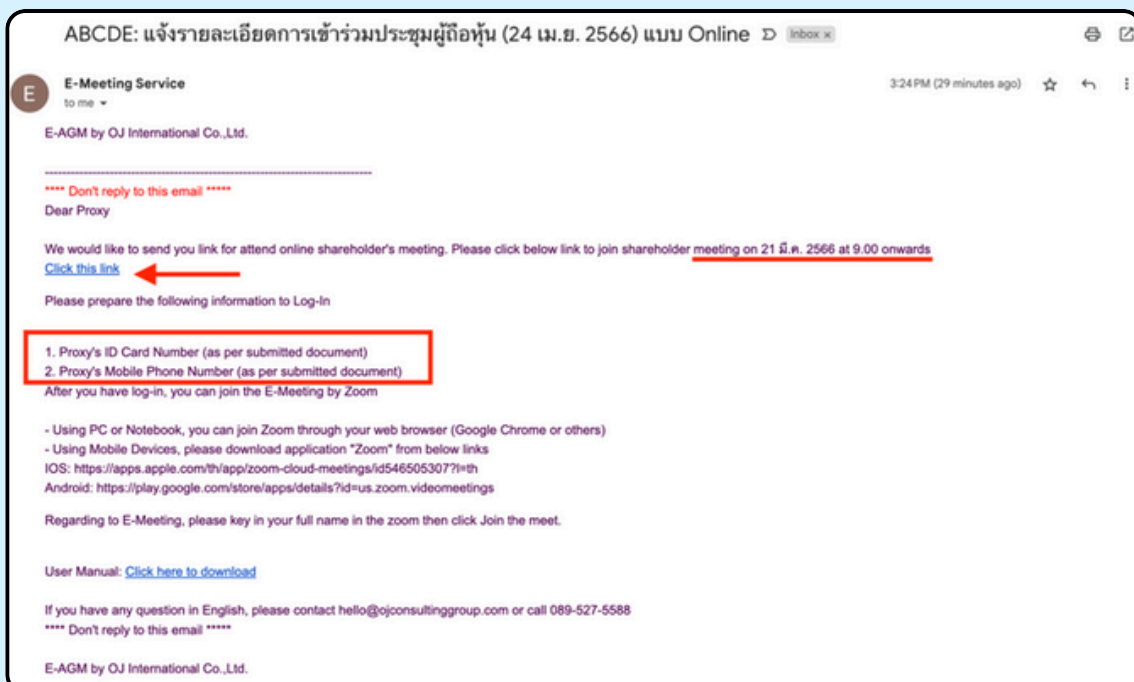 ABCDE: แจ้งรายละเอียดการเข้าร่วมประชุมผู้ถือหุ้น (24 เม.ย. 2566) แบบ Online Inbox x
E
E-Meeting Service
3:24 PM (29 minutes ago)
to me
E-AGM by OJ International Co.,Ltd.
--------------------------------------------------------------------------------
**** Don't reply to this email *****
Dear Proxy
We would like to send you link for attend online shareholder's meeting. Please click below link to join shareholder meeting on 21 มี.ค. 2566 at 9.00 onwards
Click this link
Please prepare the following information to Log-In
1. Proxy's ID Card Number (as per submitted document)
2. Proxy's Mobile Phone Number (as per submitted document)
After you have log-in, you can join the E-Meeting by Zoom
- Using PC or Notebook, you can join Zoom through your web browser (Google Chrome or others)
- Using Mobile Devices, please download application "Zoom" from below links
IOS: https://apps.apple.com/th/app/zoom-cloud-meetings/id546505307?l=th
Android: https://play.google.com/store/apps/details?id=us.zoom.videomeetings
Regarding to E-Meeting, please key in your full name in the zoom then click Join the meet.
User Manual: Click here to download
If you have any question in English, please contact hello@ojconsultinggroup.com or call 089-527-5588
**** Don't reply to this email *****
E-AGM by OJ International Co.,Ltd.